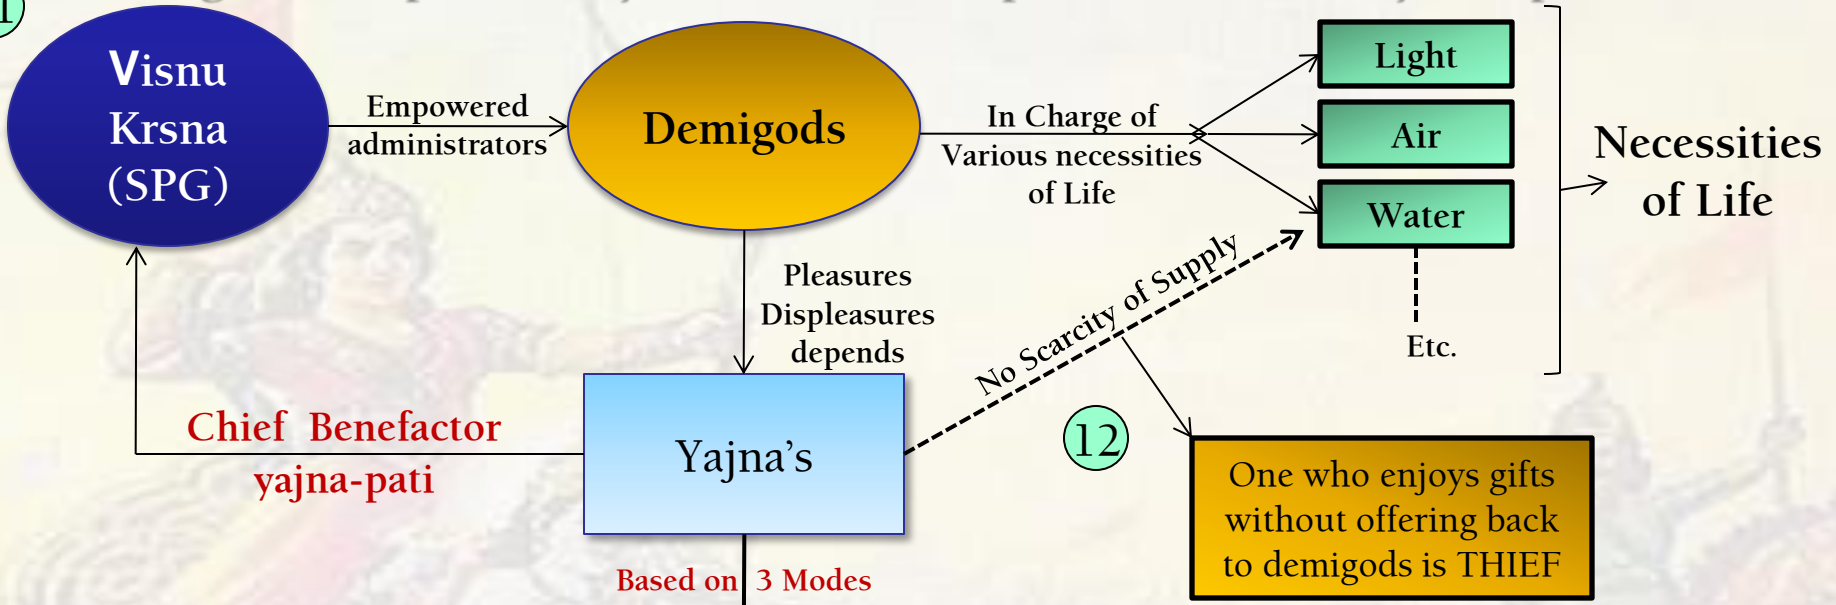 Visnu
Krsna
(SPG)
Empowered
administrators
Demigods
In Charge of
Various necessities
of Life
Light
Air
Water
Etc.
Necessities
of Life
Pleasures
Displeasures
depends
No Scarcity of Supply
Chief Benefactor
yajna-pati
Yajna's
12
One who enjoys gifts
without offering back
to demigods is THIEF
Based on 3 Modes